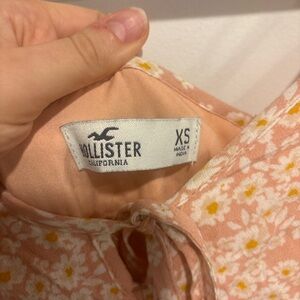 HOLLISTER
CALIFORNIA
XS
MADE IN
INDIA